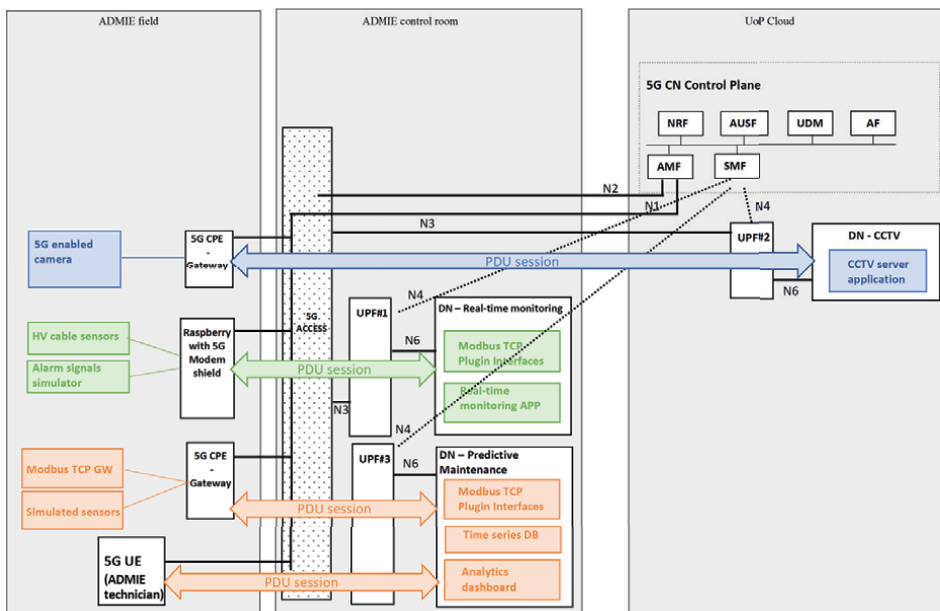 ADMIE field
ADMIE control room
UoP Cloud
5G CN Control Plane
NRF
AUSF
UDM
AF
AMF
SMF
N2
N1
N4
N3
5G enabled
camera
5G CPE
-
Gateway
PDU session
UPF#2
DN - CCTV
CCTV server
application
N6
5G
ACCESS
HV cable sensors
Alarm signals
simulator
Raspberry
with 5G
Modem
shield
PDU session
N3
N4
UPF#1
N6
DN – Real-time monitoring
Modbus TCP
Plugin Interfaces
Real-time
monitoring APP
N4
Modbus TCP GW
Simulated sensors
5G CPE
-
Gateway
PDU session
UPF#3
N6
DN – Predictive
Maintenance
Modbus TCP
Plugin Interfaces
Time series DB
Analytics
dashboard
5G UE
(ADMIE
technician)
PDU session